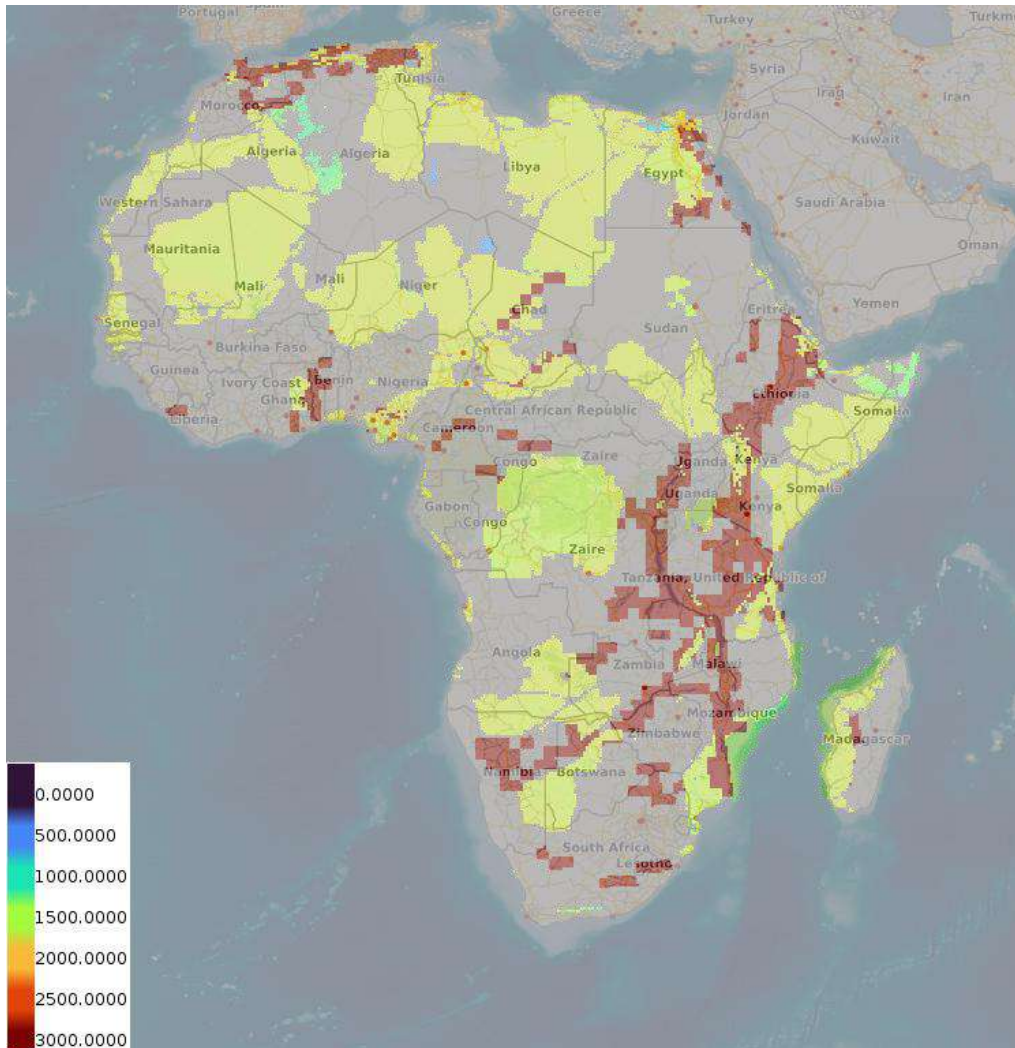 Portugal
Spain
Greece
Turkey
Turkm
Syria
Tunisia
Iraq
Iran
Morocco
Jordan
Kuwait
Algeria
Algeria
Libya
Egypt
Western Sahara
Saudi Arabia
Oman
Mauritania
Mali
Mali
Niger
Chad
Eritrea
Yemen
Senegal
Sudan
Burkina Faso
Guinea
Benin
Nigeria
Ivory Coast
Ghana
Ethiopia
Liberia
Central African Republic
Somalia
Cameroon
Congo
Zaire
Uganda
Kenya
Somalia
Uganda
Gabon
Kenya
Congo
Zaire
Tanzania, United Republic of
Angola
Zambia
Malawi
Mozambique
Zimbabwe
Madagascar
Namibia
Botswana
South Africa
Lesotho
0.0000
500.0000
1000.0000
1500.0000
2000.0000
2500.0000
3000.0000